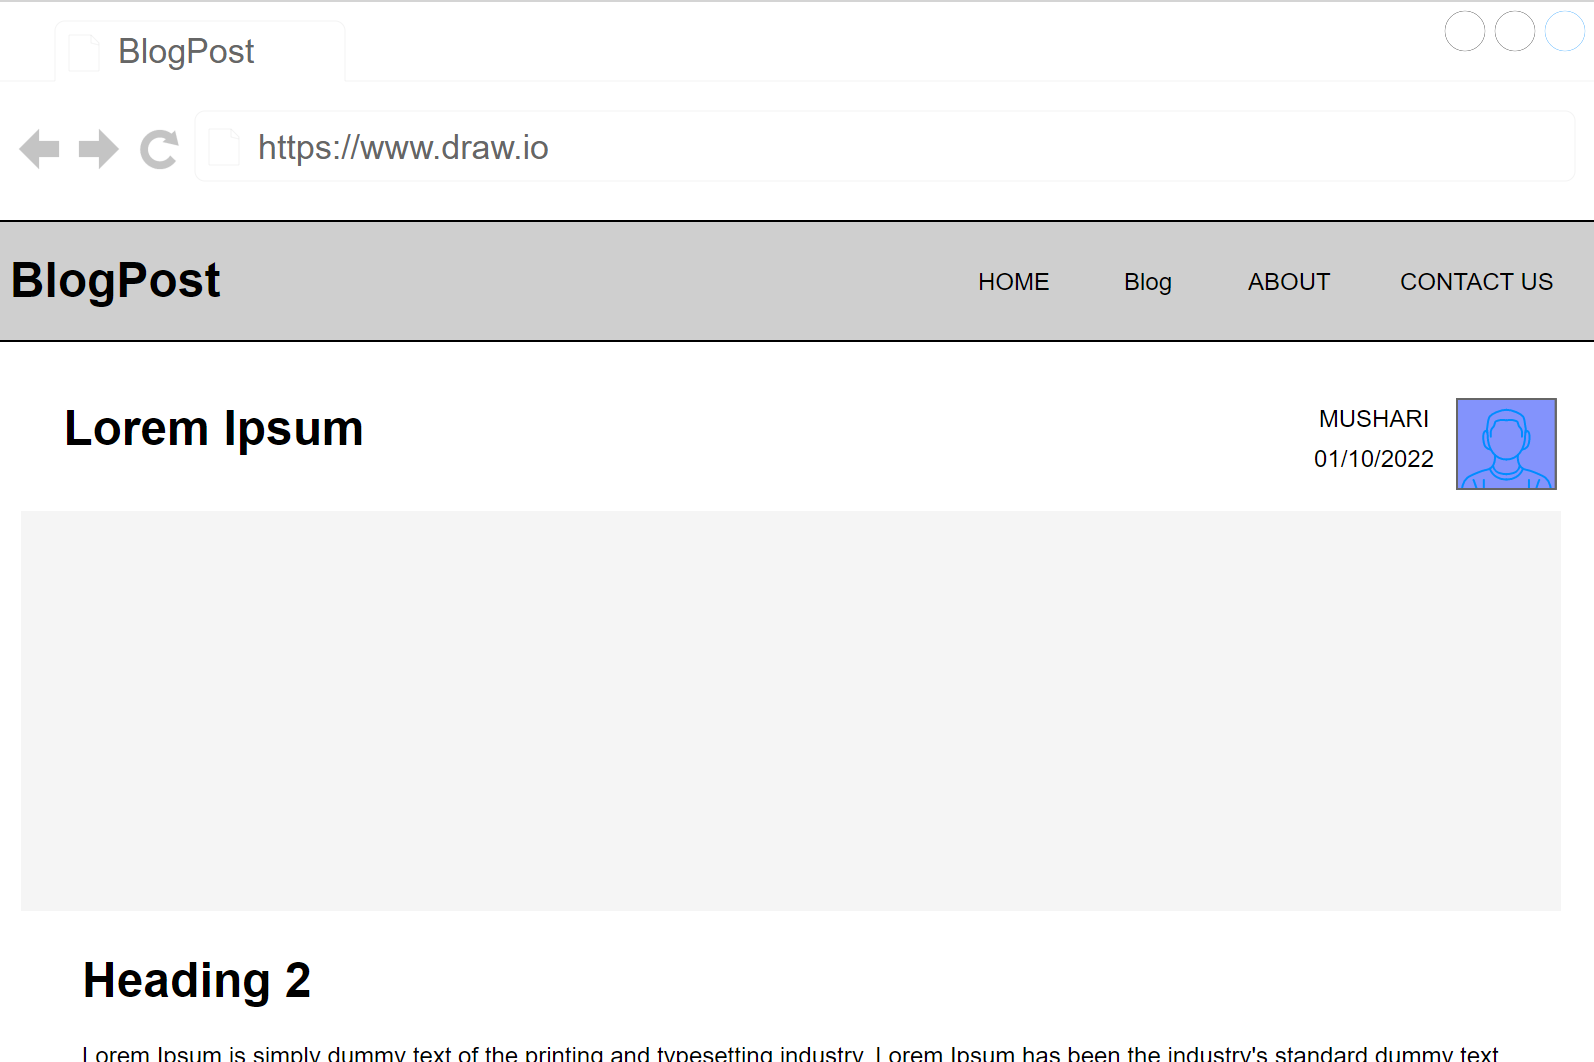 BlogPost
https://www.draw.io
BlogPost
HOME Blog ABOUT CONTACT US
Lorem Ipsum
MUSHARI
01/10/2022
Heading 2
Lorem Ipsum is simply dummy text of the printing and typesetting industry. Lorem Ipsum has been the industry's standard dummy text